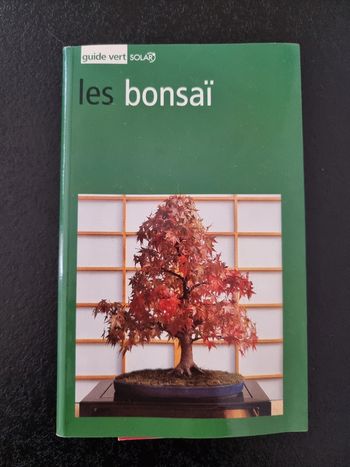 guide vert SOLAR
les bonsaï